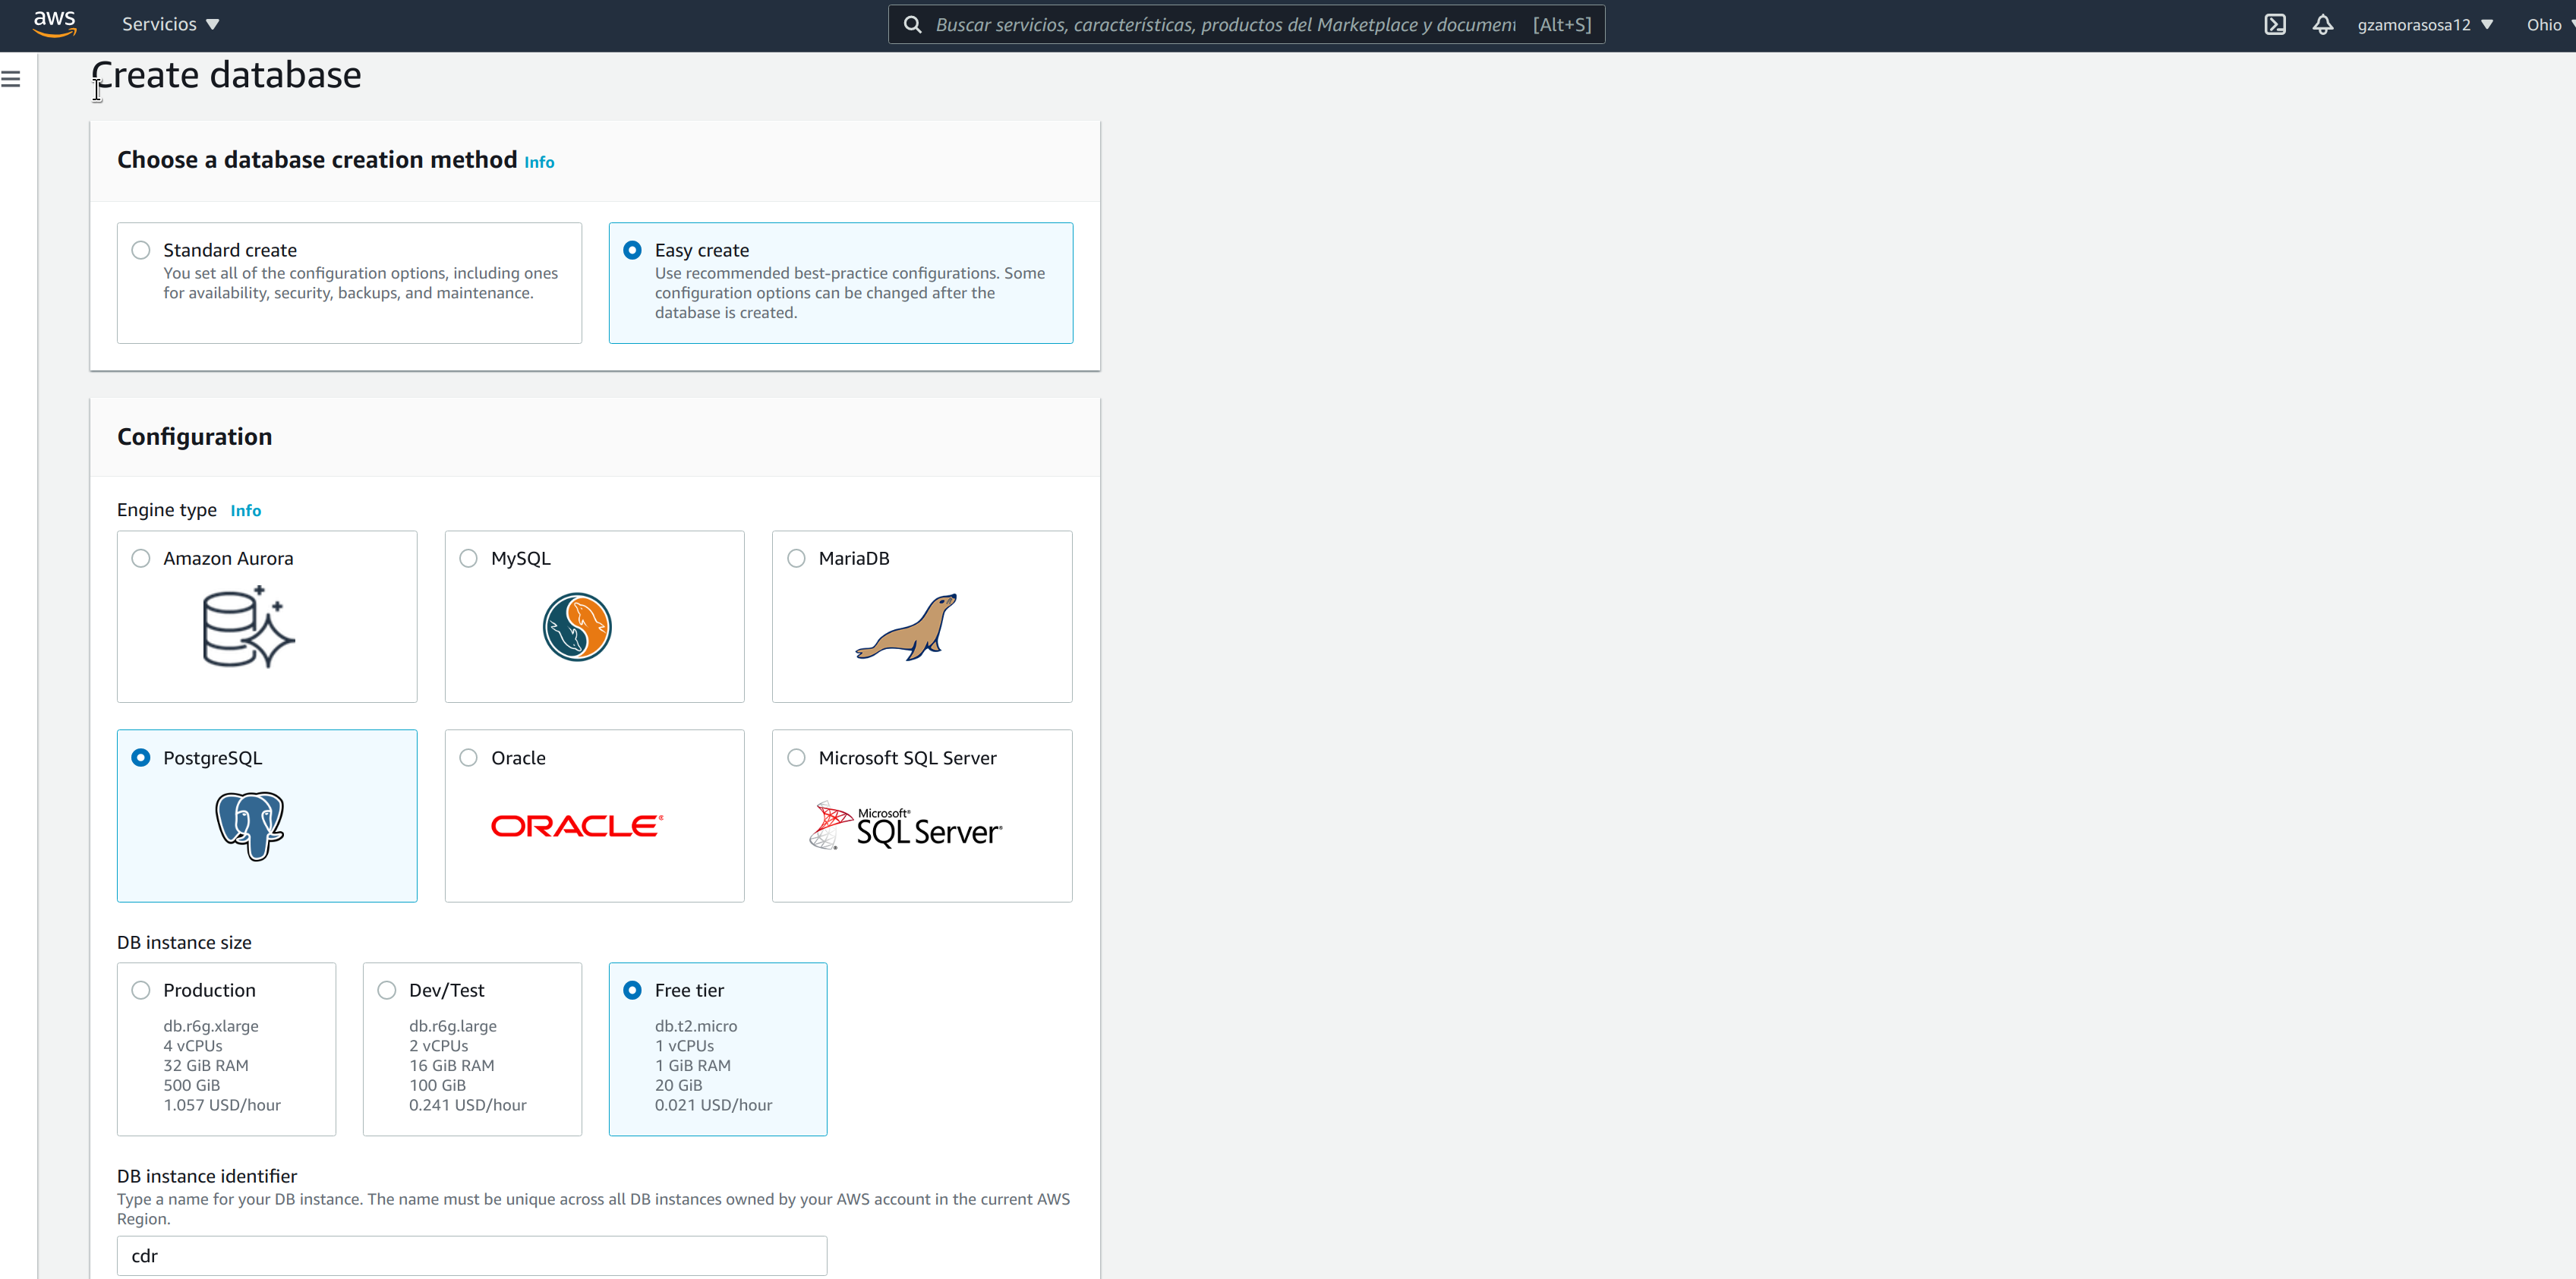 aws
Servicios
Buscar servicios, características, productos del Marketplace y document [Alt+S]
gzamorasosa12
Ohio
Create database
Choose a database creation method Info
Standard create
You set all of the configuration options, including ones
for availability, security, backups, and maintenance.
Easy create
Use recommended best-practice configurations. Some
configuration options can be changed after the
database is created.
Configuration
Engine type Info
Amazon Aurora
MySQL
MariaDB
PostgreSQL
Oracle
ORACLE
Microsoft SQL Server
Microsoft
SQL Server
DB instance size
Production
db.r6g.xlarge
4 vCPUs
32 GiB RAM
500 GiB
1.057 USD/hour
Dev/Test
db.r6g.large
2 vCPUs
16 GiB RAM
100 GiB
0.241 USD/hour
Free tier
db.t2.micro
1 vCPUs
1 GiB RAM
20 GiB
0.021 USD/hour
DB instance identifier
Type a name for your DB instance. The name must be unique across all DB instances owned by your AWS account in the current AWS
Region.
cdr